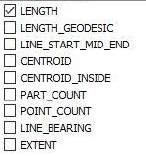 LENGTH
LENGTH_GEODESIC
LINE_START_MID_END
CENTROID
CENTROID_INSIDE
PART_COUNT
POINT_COUNT
LINE_BEARING
EXTENT